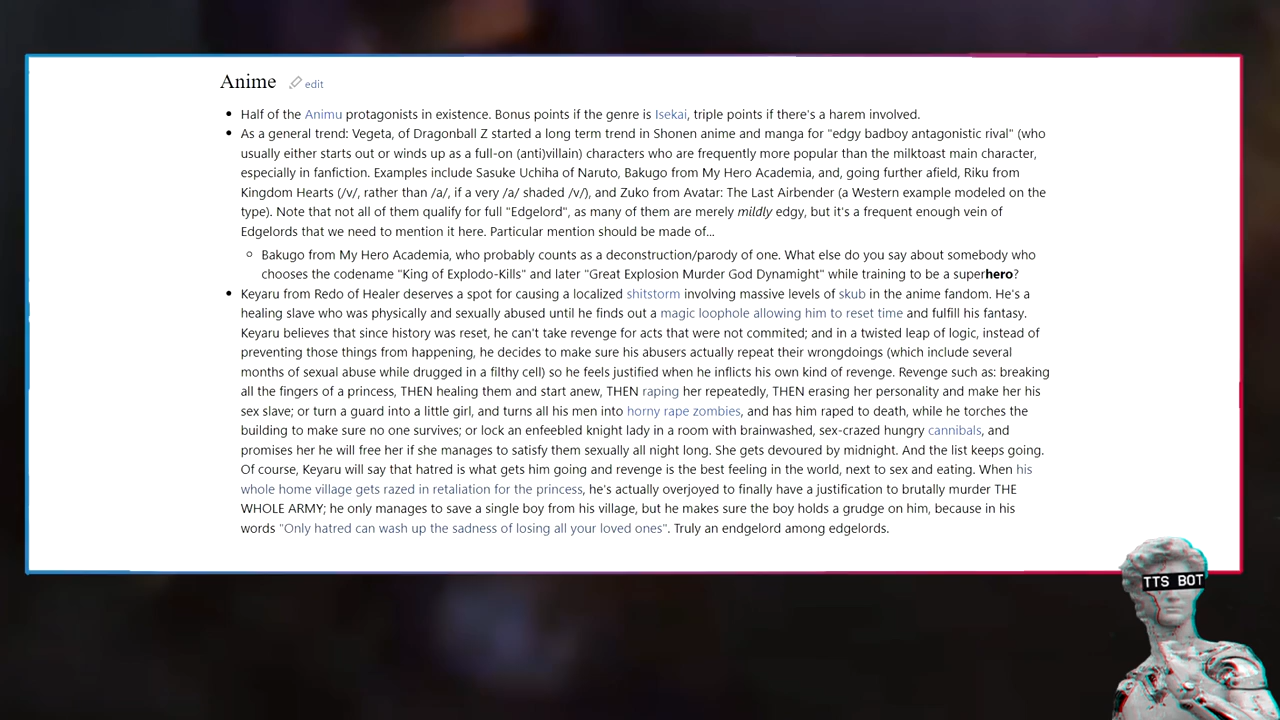 Anime edit
Half of the Animu protagonists in existence. Bonus points if the genre is Isekai, triple points if there's a harem involved.
As a general trend: Vegeta, of Dragonball Z started a long term trend in Shonen anime and manga for "edgy badboy antagonistic rival" (who
usually either starts out or winds up as a full-on (anti)villain) characters who are frequently more popular than the milktoast main character,
especially in fanfiction. Examples include Sasuke Uchiha of Naruto, Bakugo from My Hero Academia, and, going further afield, Riku from
Kingdom Hearts (/v/, rather than /a/, if a very /a/ shaded /v/), and Zuko from Avatar: The Last Airbender (a Western example modeled on the
type). Note that not all of them qualify for full "Edgelord", as many of them are merely mildly edgy, but it's a frequent enough vein of
Edgelords that we need to mention it here. Particular mention should be made of...
Bakugo from My Hero Academia, who probably counts as a deconstruction/parody of one. What else do you say about somebody who
chooses the codename "King of Explodo-Kills" and later "Great Explosion Murder God Dynamight" while training to be a superhero?
Keyaru from Redo of Healer deserves a spot for causing a localized shitstorm involving massive levels of skub in the anime fandom. He's a
healing slave who was physically and sexually abused until he finds out a magic loophole allowing him to reset time and fulfill his fantasy.
Keyaru believes that since history was reset, he can't take revenge for acts that were not commited; and in a twisted leap of logic, instead of
preventing those things from happening, he decides to make sure his abusers actually repeat their wrongdoings (which include several
months of sexual abuse while drugged in a filthy cell) so he feels justified when he inflicts his own kind of revenge. Revenge such as: breaking
all the fingers of a princess, THEN healing them and start anew, THEN raping her repeatedly, THEN erasing her personality and make her his
sex slave; or turn a guard into a little girl, and turns all his men into horny rape zombies, and has him raped to death, while he torches the
building to make sure no one survives; or lock an enfeebled knight lady in a room with brainwashed, sex-crazed hungry cannibals, and
promises her he will free her if she manages to satisfy them sexually all night long. She gets devoured by midnight. And the list keeps going.
Of course, Keyaru will say that hatred is what gets him going and revenge is the best feeling in the world, next to sex and eating. When his
whole home village gets razed in retaliation for the princess, he's actually overjoyed to finally have a justification to brutally murder THE
WHOLE ARMY; he only manages to save a single boy from his village, but he makes sure the boy holds a grudge on him, because in his
words "Only hatred can wash up the sadness of losing all your loved ones". Truly an endgelord among edgelords.
TTS BOT